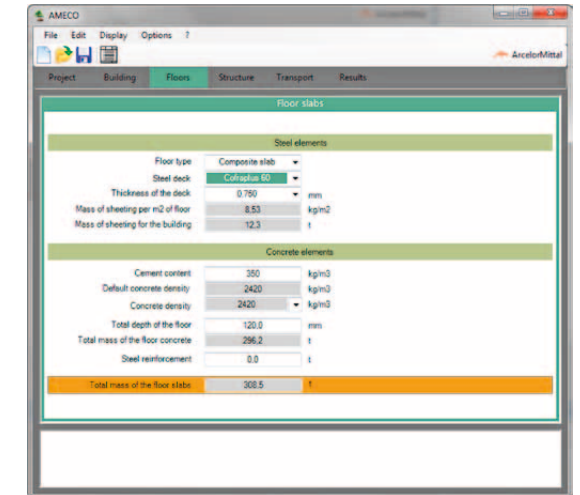 AMECO
File Edit Display Options ?
ArcelorMittal
Project Building Floors Structure Transport Results
Floor slabs
Steel elements
Floor type Composite slab
Steel deck Cofraplus 60
Thickness of the deck 0.750 mm
Mass of sheeting per m2 of floor 8.53 kg/m2
Mass of sheeting for the building 12,3 t
Concrete elements
Cement content 350 kg/m3
Default concrete density 2420 kg/m3
Concrete density 2420 kg/m3
Total depth of the floor 120,0 mm
Total mass of the floor concrete 296,2 t
Steel reinforcement 0,0 t
Total mass of the floor slabs 308.5 t